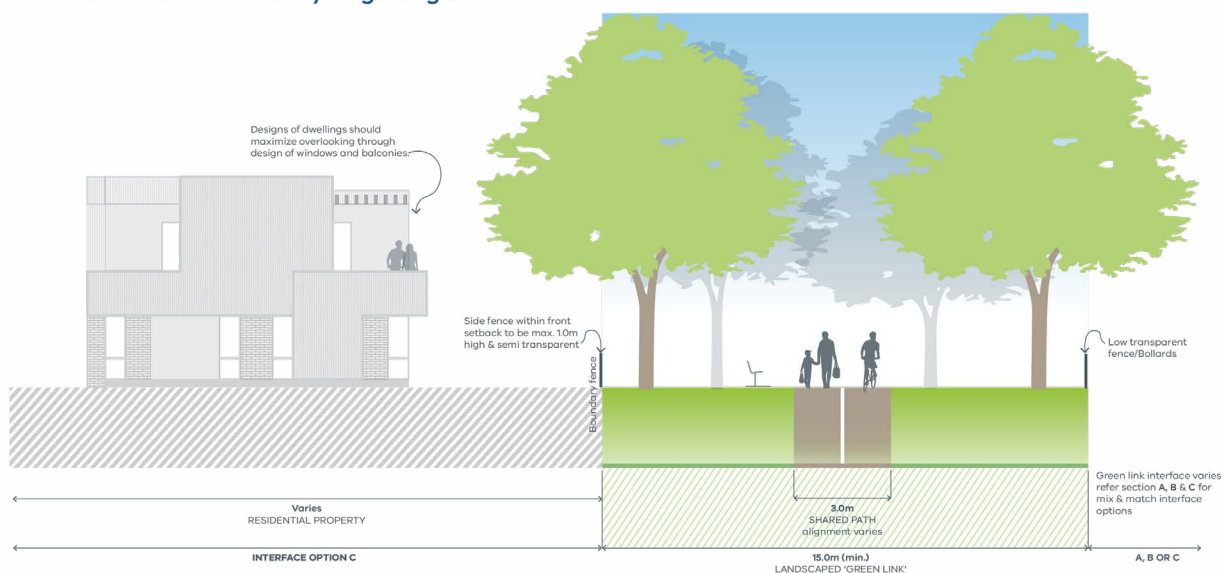 Designs of dwellings should
maximize overlooking through
design of windows and balconies.
Side fence within front
setback to be max. 1.0m
high & semi transparent
Boundary fence
Low transparent
fence/Bollards
Green link interface varies
refer section A, B & C for
mix & match interface
options
Varies
RESIDENTIAL PROPERTY
3.0m
SHARED PATH
alignment varies
INTERFACE OPTION C
15.0m (min.)
LANDSCAPED 'GREEN LINK'
A, B OR C